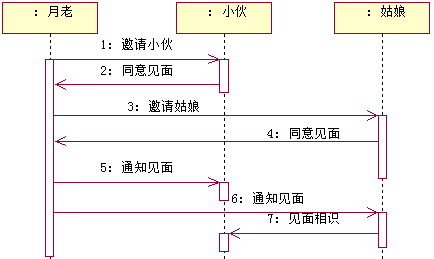 ：月老
：小伙
：姑娘
1：邀请小伙
2：同意见面
3：邀请姑娘
4：同意见面
5：通知见面
6：通知见面
7：见面相识